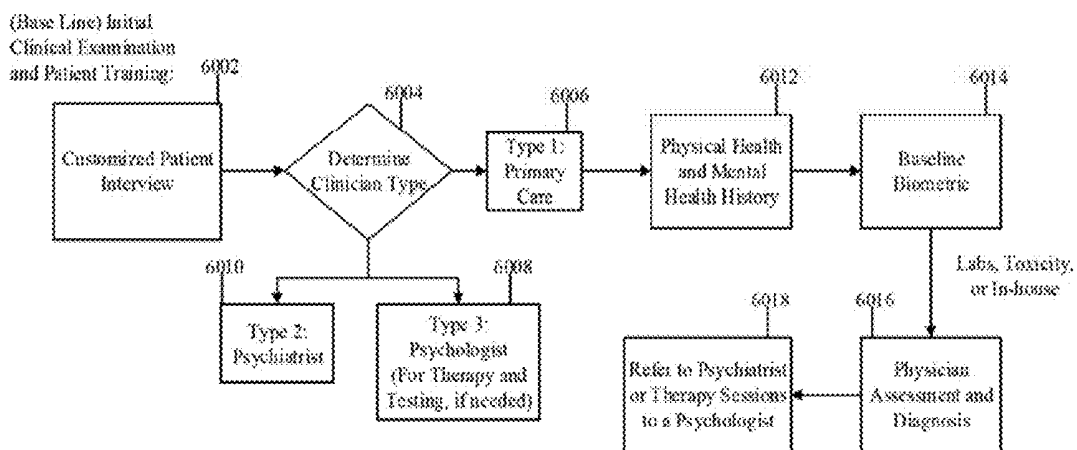 (Base Line) Initial
Clinical Examination
and Patient Training:
6002
Customized Patient
Interview
6004
Determine
Clinician Type
6006
Type 1:
Primary
Care
6012
Physical Health
and Mental
Health History
6014
Baseline
Biometric
6010
Type 2:
Psychiatrist
6008
Type 3:
Psychologist
(For Therapy and
Testing, if needed)
Labs, Toxicity,
or In-house
6018
Refer to Psychiatrist
or Therapy Sessions
to a Psychologist
6016
Physician
Assessment and
Diagnosis